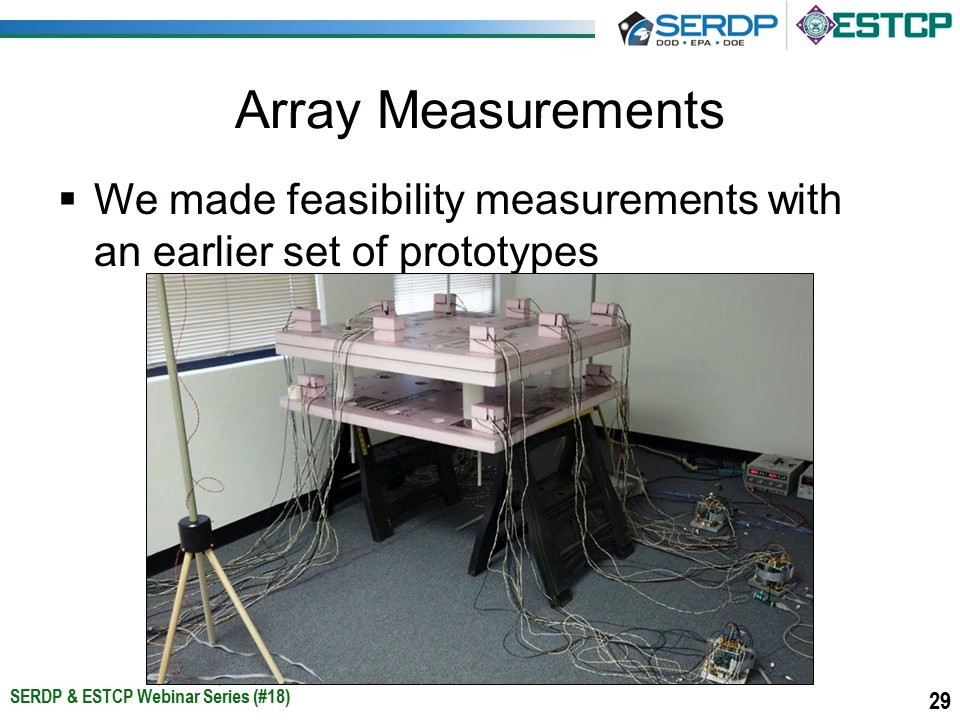 SERDP
DOD • EPA • DOE
ESTCP
Array Measurements
▪ We made feasibility measurements with
an earlier set of prototypes
SERDP & ESTCP Webinar Series (#18)
29